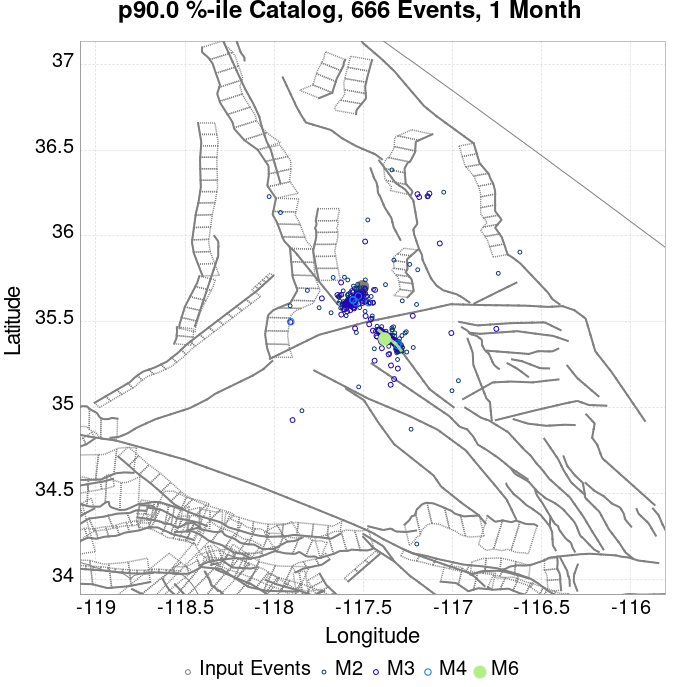 p90.0 %-ile Catalog, 666 Events, 1 Month
37
36.5
36
35.5
35
34.5
34
Latitude
-119
-118.5
-118
-117.5
-117
-116.5
-116
Longitude
Input Events
M2
M3
M4
M6